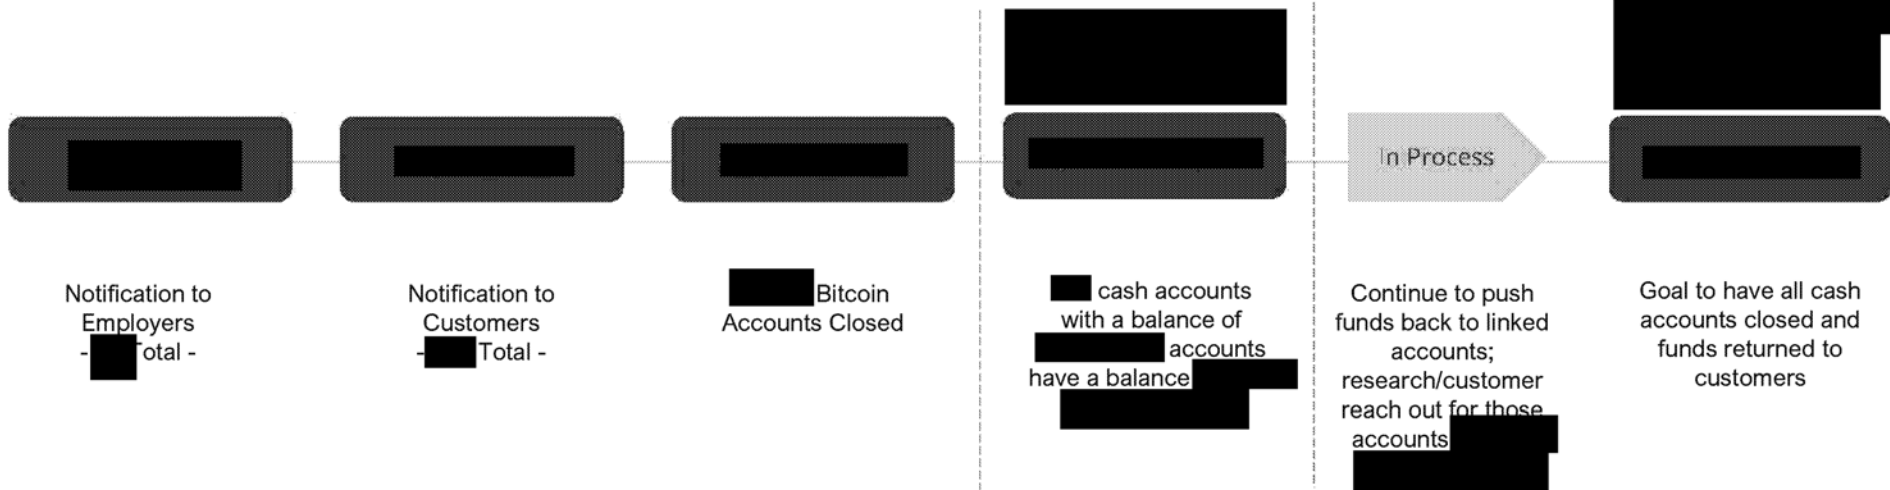 In Process
Notification to
Employers
- Total -
Notification to
Customers
- Total -
Bitcoin
Accounts Closed
cash accounts
with a balance of
accounts
have a balance
Continue to push
funds back to linked
accounts;
research/customer
reach out for those
accounts
Goal to have all cash
accounts closed and
funds returned to
customers